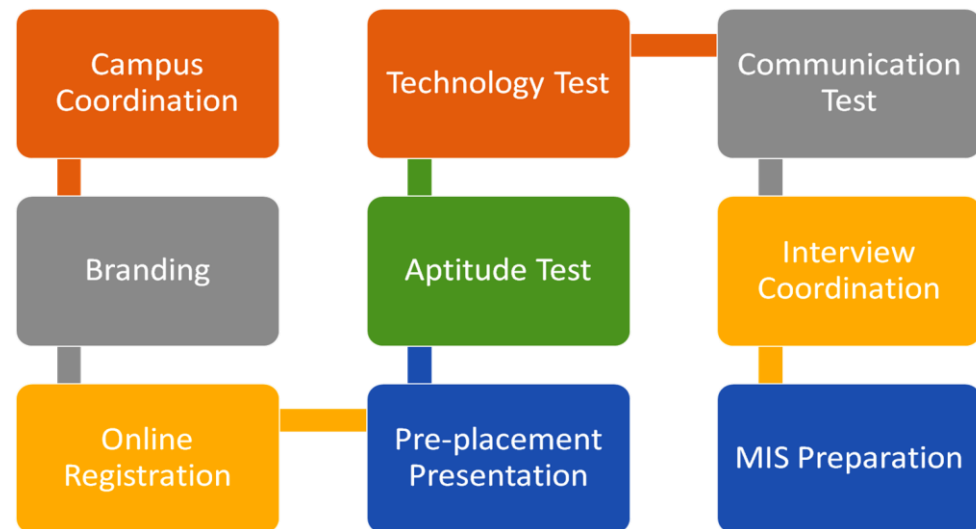 Campus
Coordination
Branding
Online
Registration
Pre-placement
Presentation
Aptitude Test
Technology Test
Communication
Test
Interview
Coordination
MIS Preparation